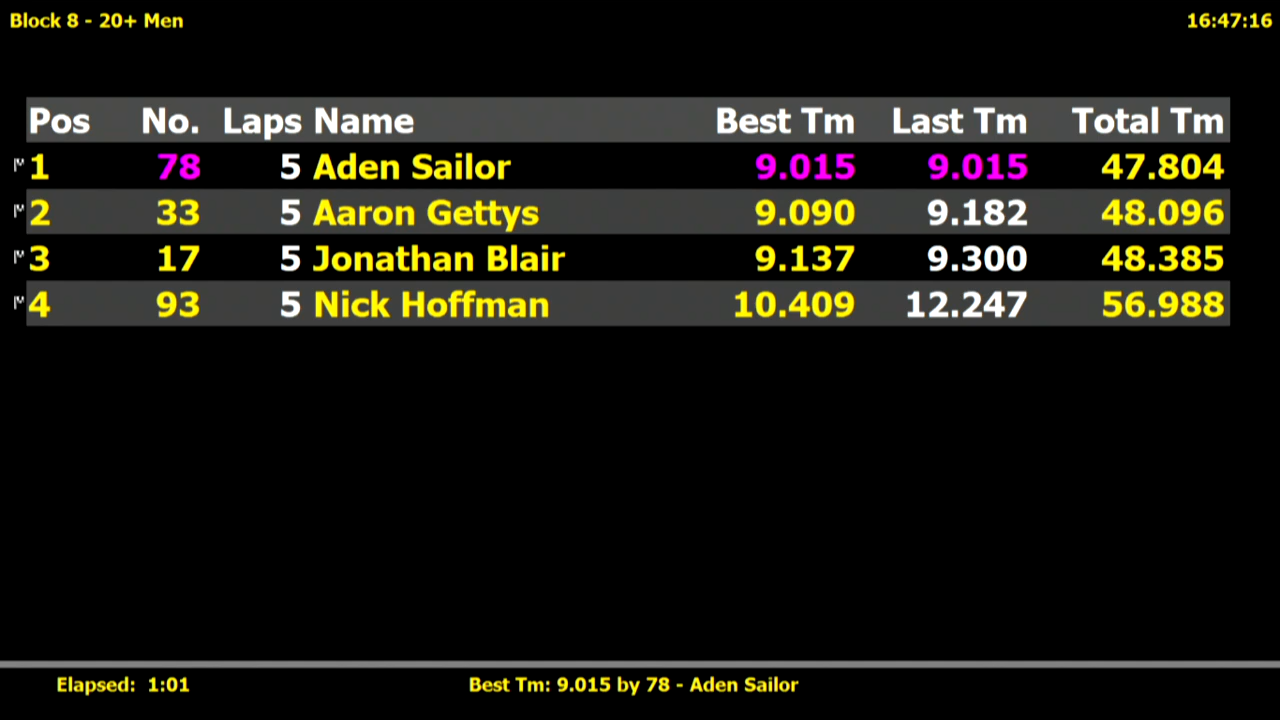 Block 8 - 20+ Men 16:47:16
Pos No. Laps Name Best Tm Last Tm Total Tm
1 78 5 Aden Sailor 9.015 9.015 47.804
2 33 5 Aaron Gettys 9.090 9.182 48.096
3 17 5 Jonathan Blair 9.137 9.300 48.385
4 93 5 Nick Hoffman 10.409 12.247 56.988
Elapsed: 1:01 Best Tm: 9.015 by 78 - Aden Sailor